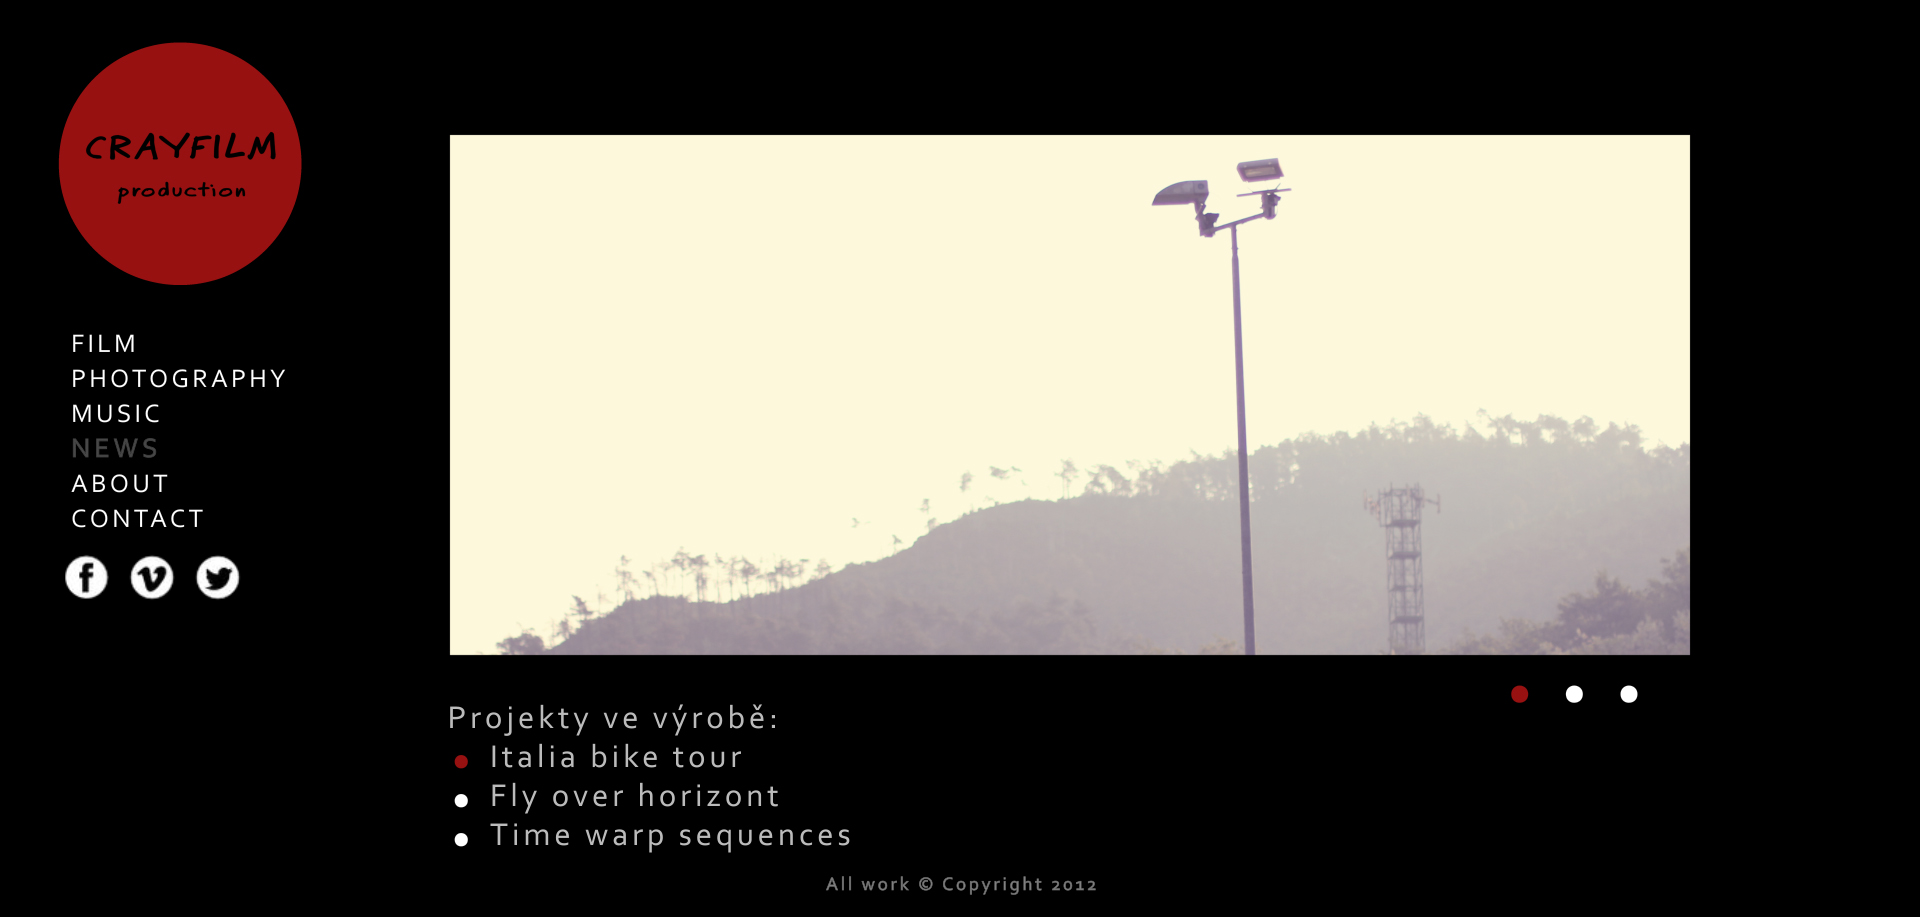 CRAYFILM
production
FILM
PHOTOGRAPHY
MUSIC
NEWS
ABOUT
CONTACT
Projekty ve výrobě:
Italia bike tour
Fly over horizont
Time warp sequences
All work © Copyright 2012